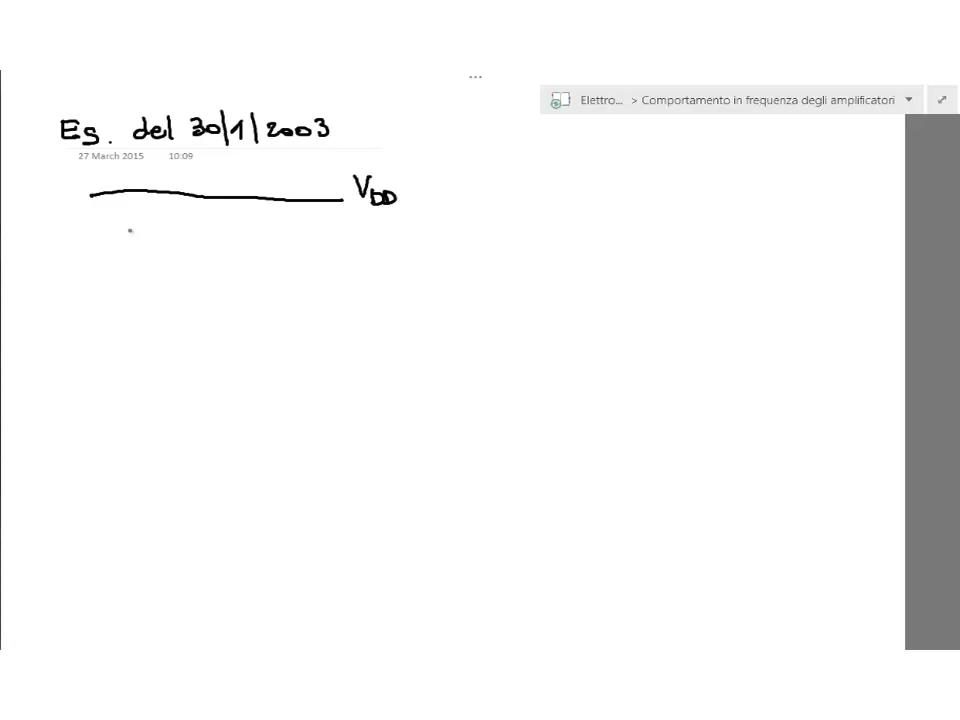 Elettro... > Comportamento in frequenza degli amplificatori
Es. del 30/1/2003
27 March 2015 10:09
VDD